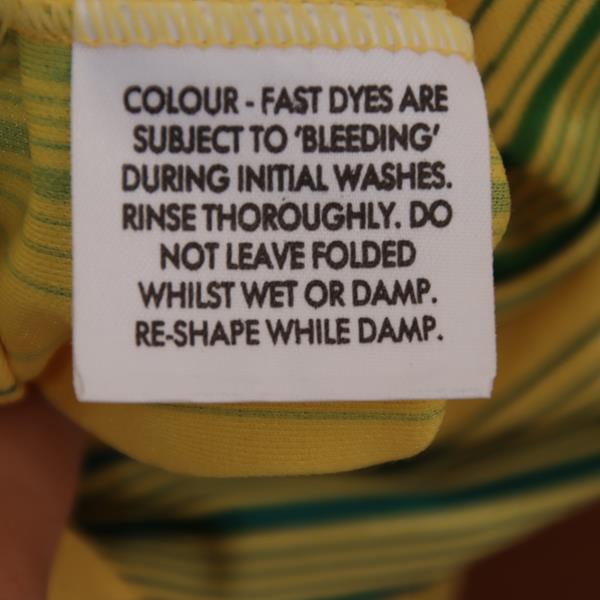 COLOUR - FAST DYES ARE
SUBJECT TO 'BLEEDING'
DURING INITIAL WASHES.
RINSE THOROUGHLY. DO
NOT LEAVE FOLDED
WHILST WET OR DAMP.
RE-SHAPE WHILE DAMP.